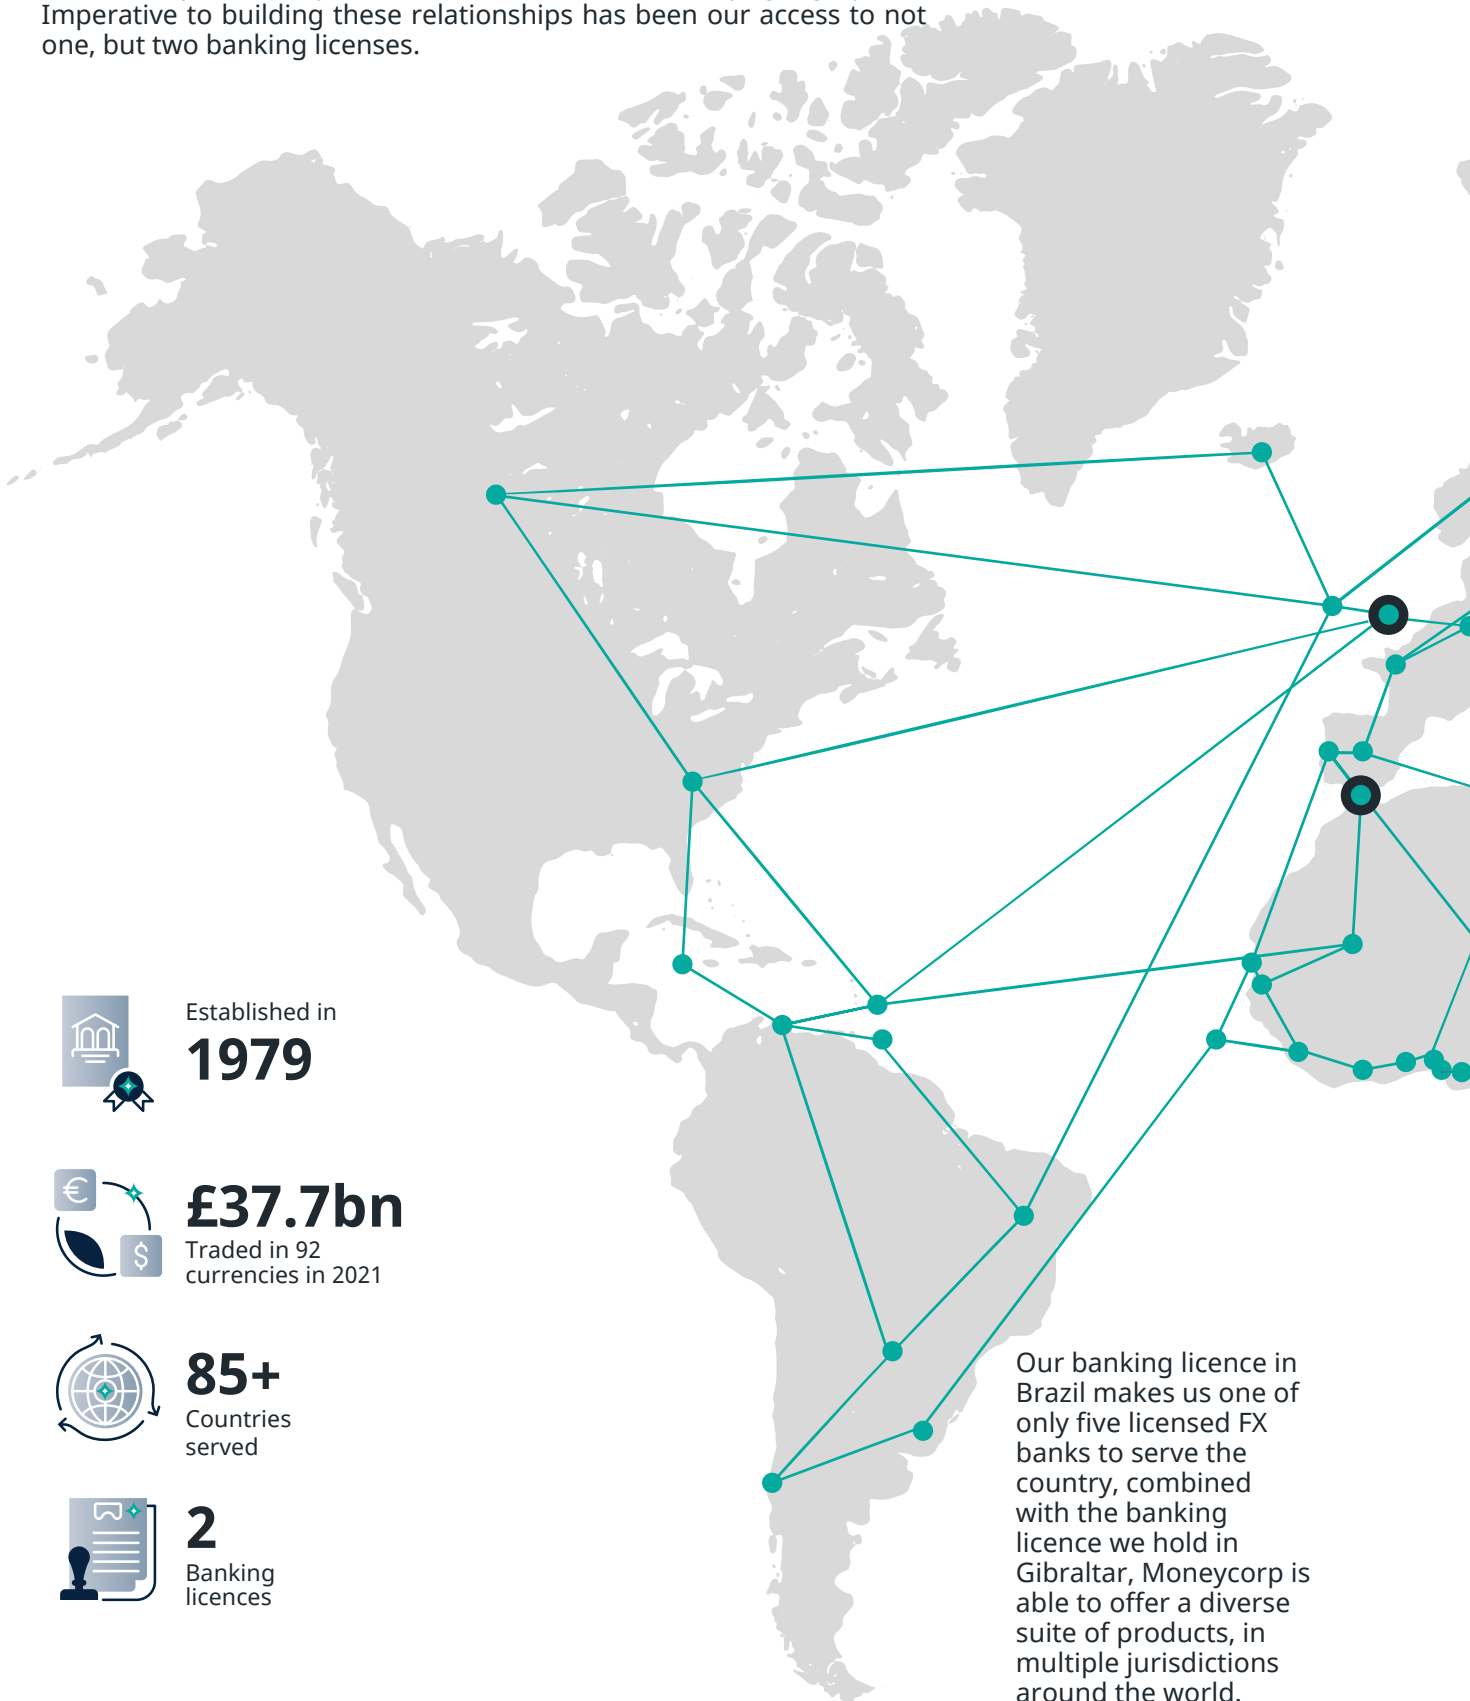 Imperative to building these relationships has been our access to not
one, but two banking licenses.
Established in
1979
£37.7bn
Traded in 92
currencies in 2021
85+
Countries
served
2
Banking
licences
Our banking licence in
Brazil makes us one of
only five licensed FX
banks to serve the
country, combined
with the banking
licence we hold in
Gibraltar, Moneycorp is
able to offer a diverse
suite of products, in
multiple jurisdictions
around the world.